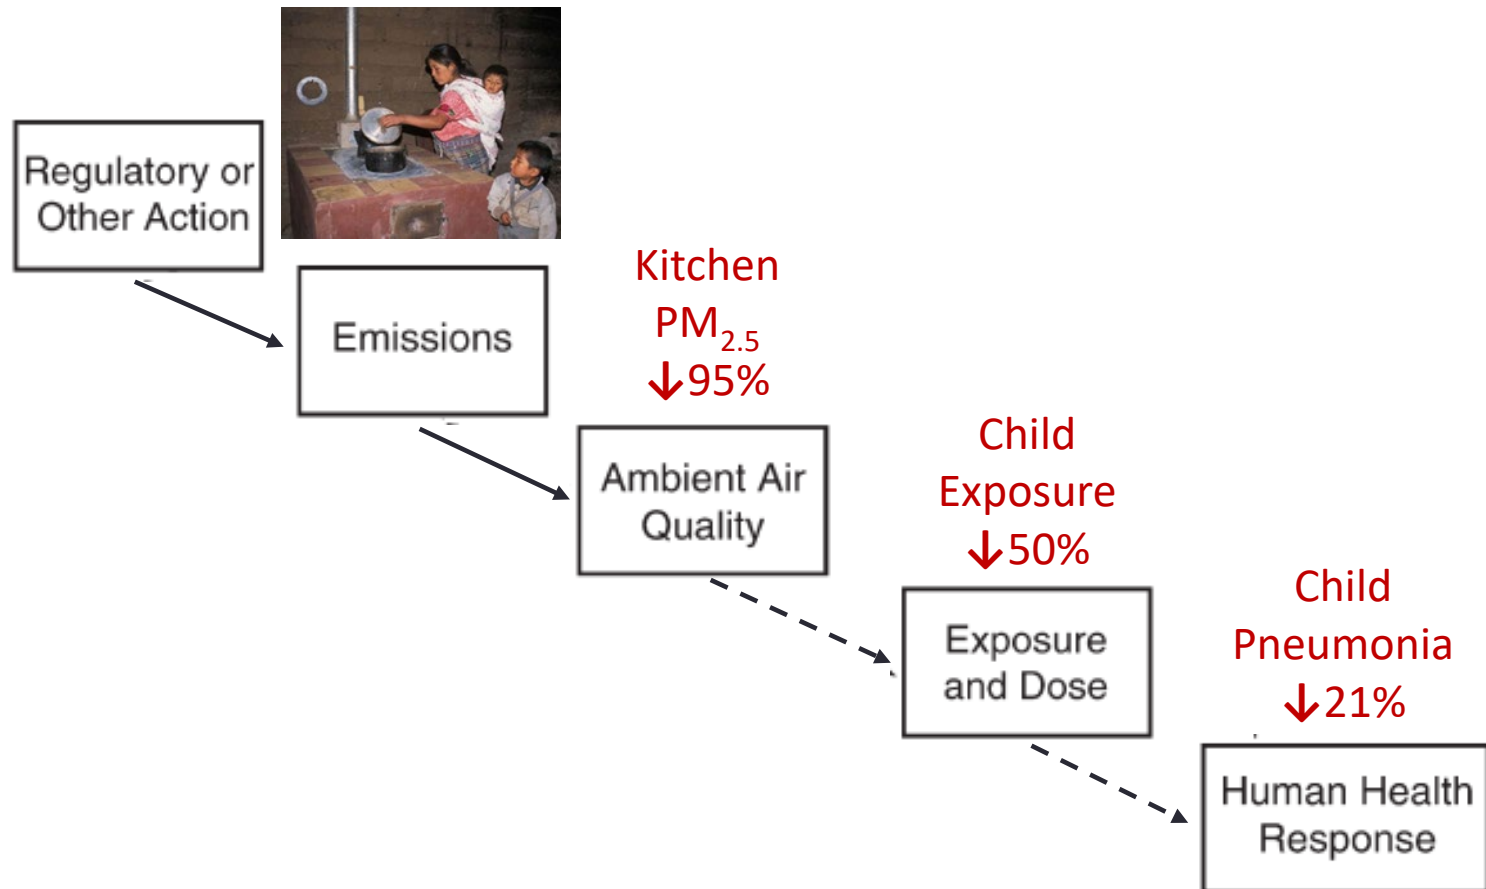 Regulatory or
Other Action
Emissions
Kitchen
PM2.5
↓95%
Ambient Air
Quality
Child
Exposure
↓50%
Exposure
and Dose
Child
Pneumonia
↓21%
Human Health
Response